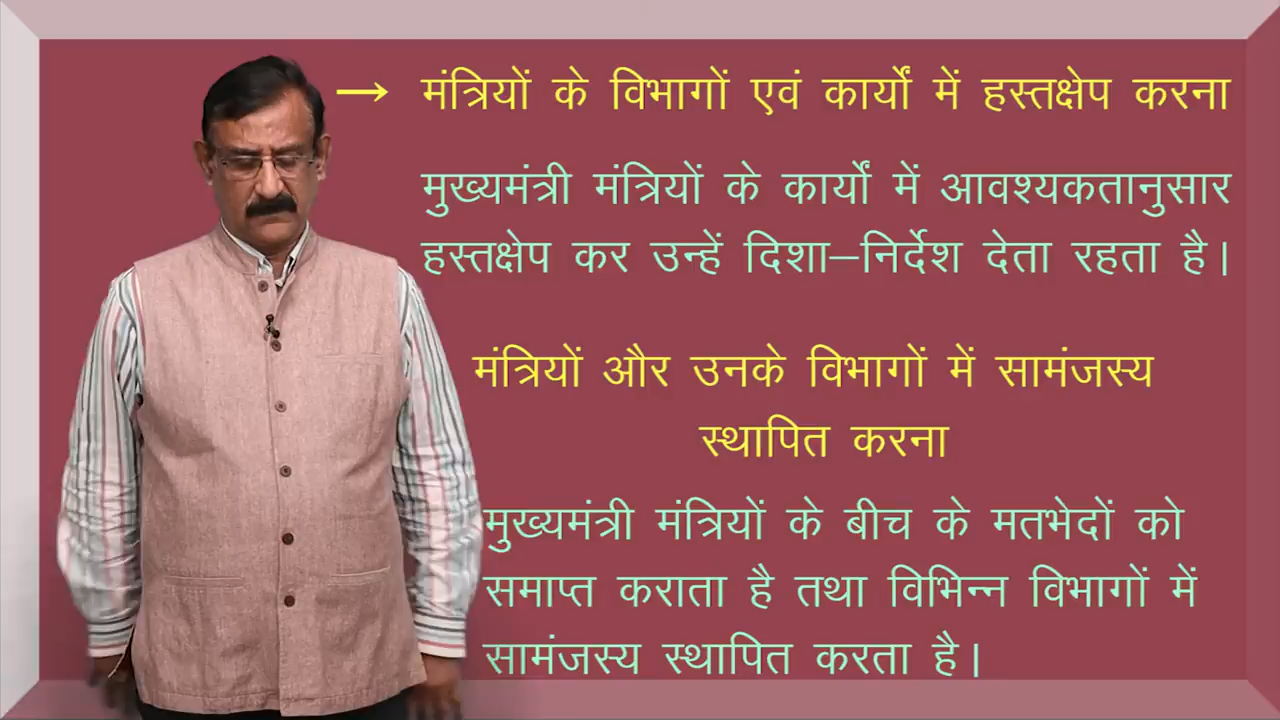 → मंत्रियों के विभागों एवं कार्यों में हस्तक्षेप करना
मुख्यमंत्री मंत्रियों के कार्यों में आवश्यकतानुसार
हस्तक्षेप कर उन्हें दिशा–निर्देश देता रहता है।
मंत्रियों और उनके विभागों में सामंजस्य
स्थापित करना
मुख्यमंत्री मंत्रियों के बीच के मतभेदों को
समाप्त कराता है तथा विभिन्न विभागों में
सामंजस्य स्थापित करता है।